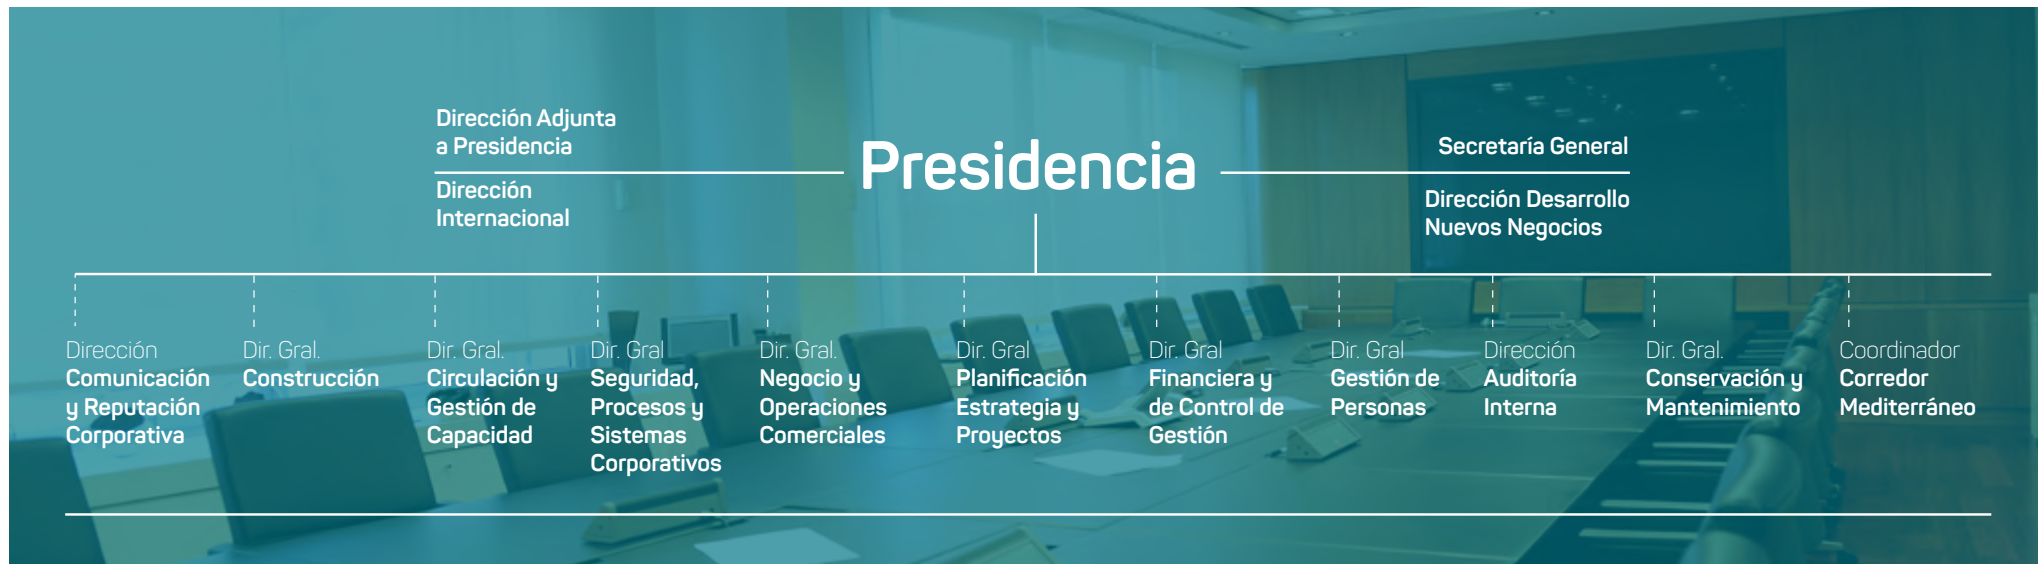 Dirección Adjunta
a Presidencia
Dirección
Internacional
Presidencia
Secretaría General
Dirección Desarrollo
Nuevos Negocios
Dirección
Comunicación
y Reputación
Corporativa
Dir. Gral.
Construcción
Dir. Gral.
Circulación y
Gestión de
Capacidad
Dir. Gral
Seguridad,
Procesos y
Sistemas
Corporativos
Dir. Gral.
Negocio y
Operaciones
Comerciales
Dir. Gral
Planificación
Estrategia y
Proyectos
Dir. Gral
Financiera y
de Control de
Gestión
Dir. Gral
Gestión de
Personas
Dirección
Auditoría
Interna
Dir. Gral.
Conservación y
Mantenimiento
Coordinador
Corredor
Mediterráneo